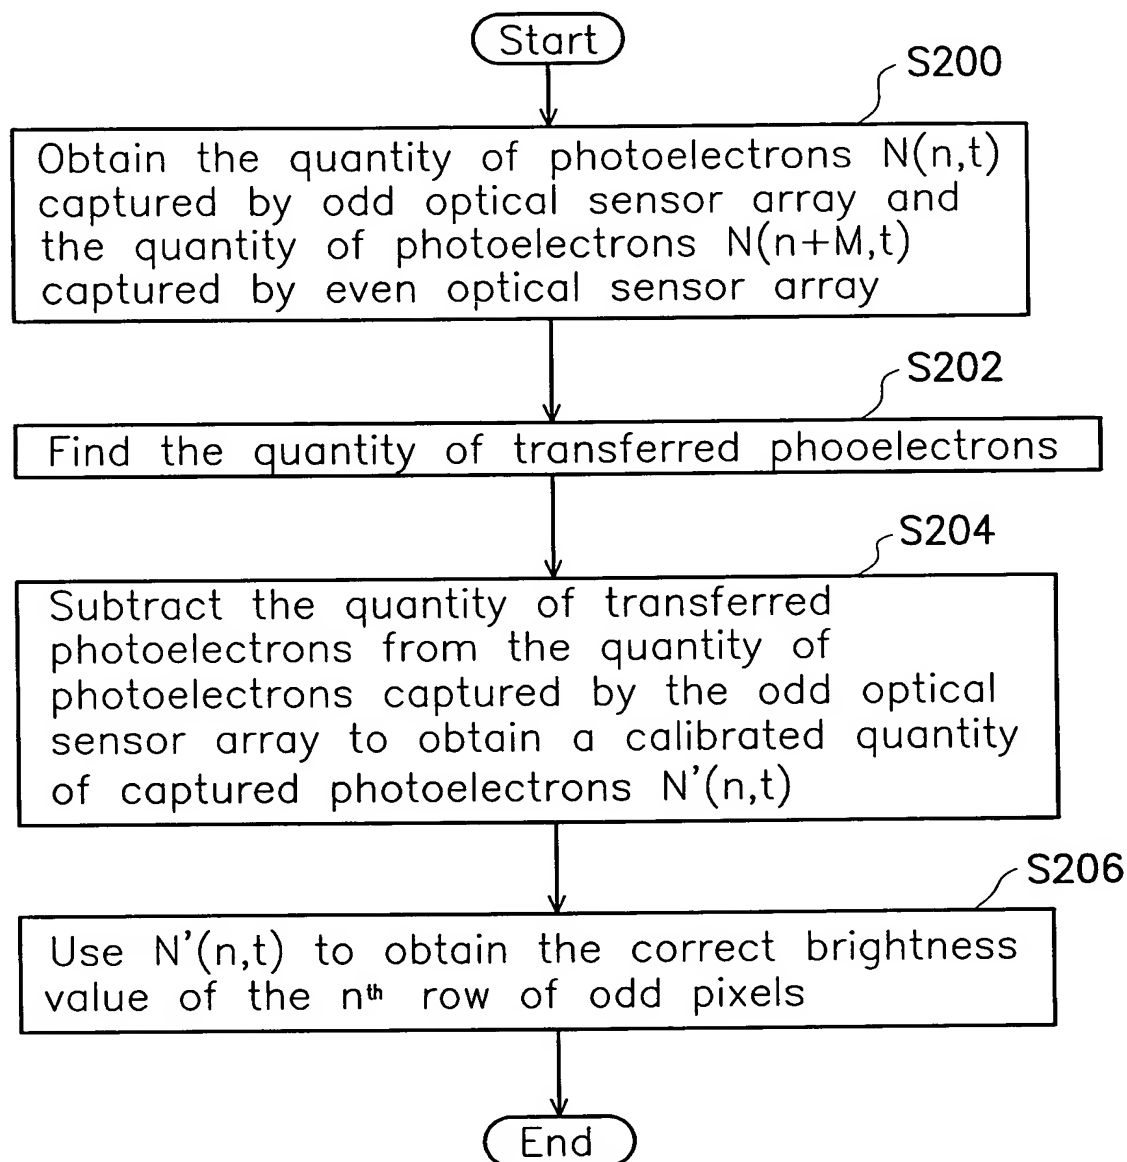 Start
S200
Obtain the quantity of photoelectrons N(n,t)
captured by odd optical sensor array and
the quantity of photoelectrons N(n+M,t)
captured by even optical sensor array
S202
Find the quantity of transferred phooelectrons
S204
Subtract the quantity of transferred
photoelectrons from the quantity of
photoelectrons captured by the odd optical
sensor array to obtain a calibrated quantity
of captured photoelectrons N'(n,t)
S206
Use N'(n,t) to obtain the correct brightness
value of the nth row of odd pixels
End